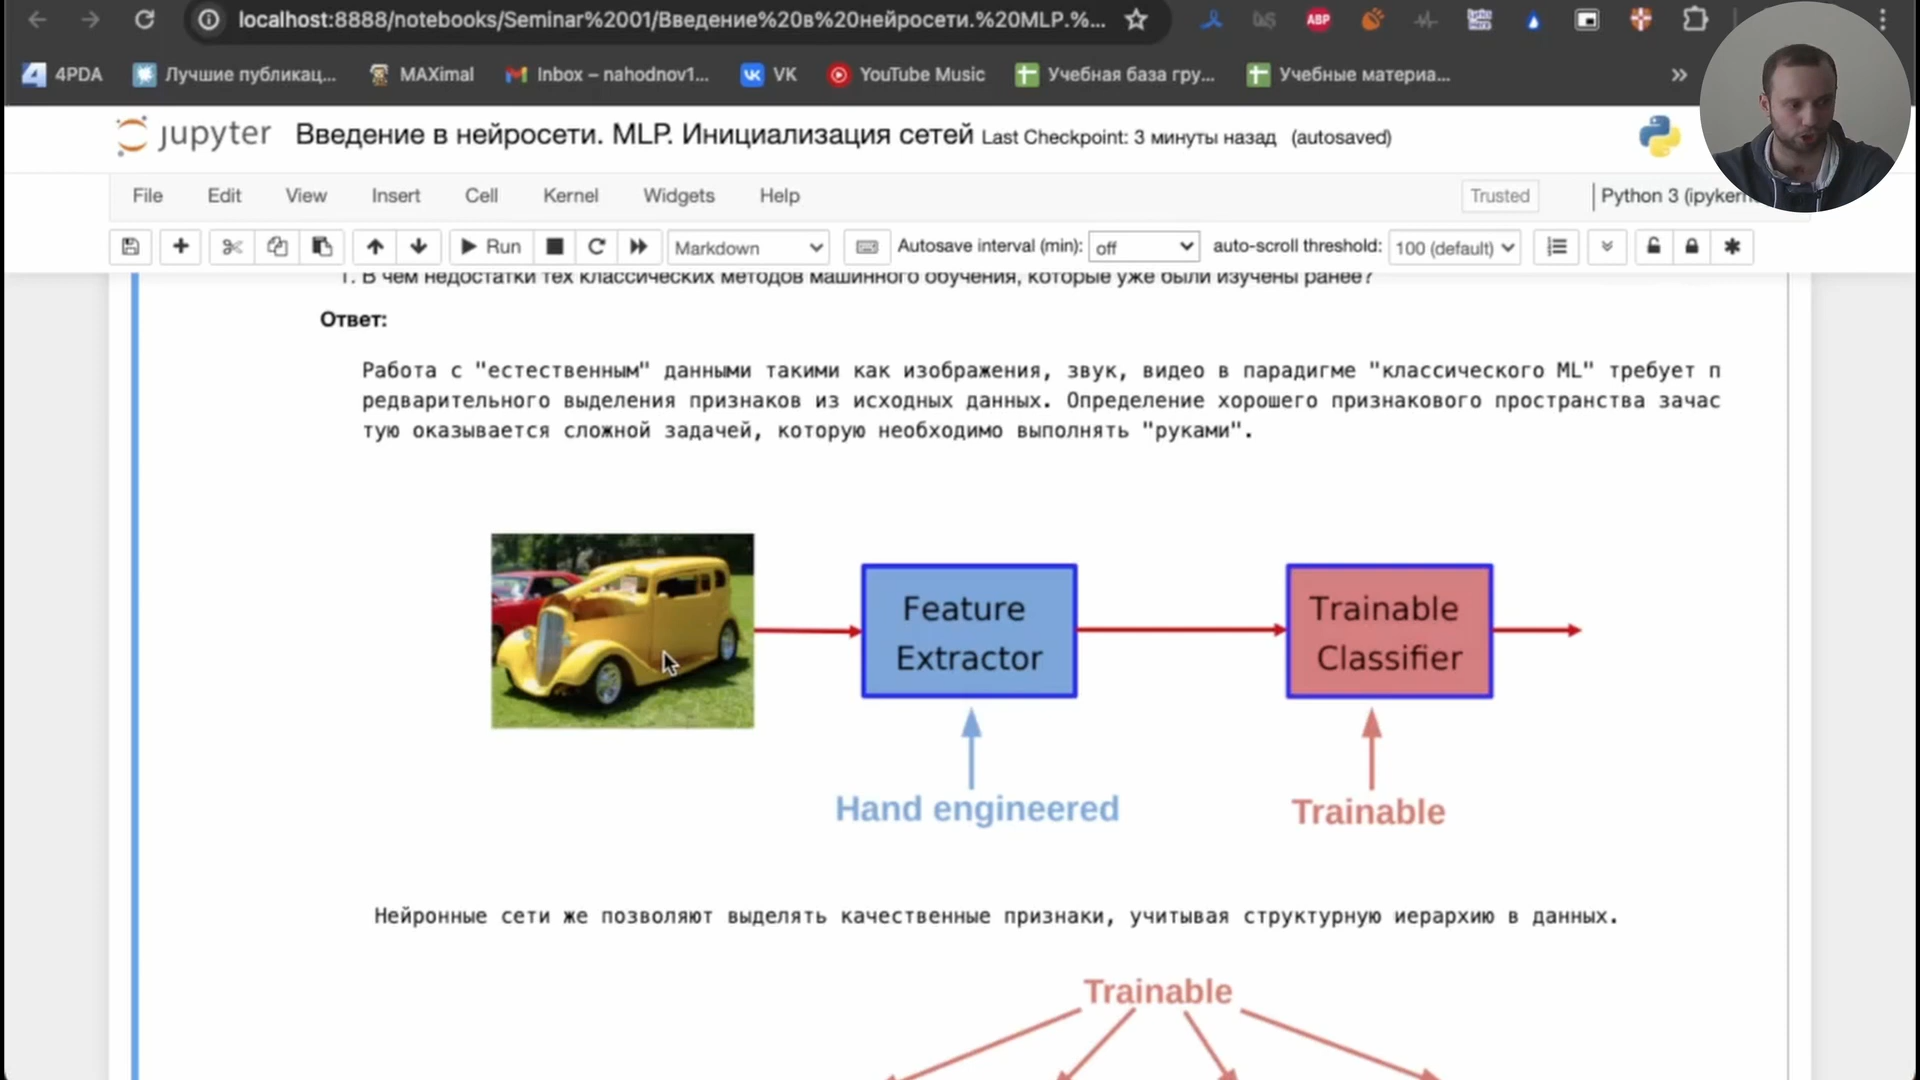 localhost:8888/notebooks/Seminar%2001/Введение%20в%20нейросети.%20MLP.%...
ABP
4PDA
Лучшие публикац...
MAXimal
Inbox – nahodnov1...
VK
YouTube Music
Учебная база гру...
Учебные материа...
»
jupyter
Введение в нейросети. MLP. Инициализация сетей Last Checkpoint: 3 минуты назад (autosaved)
File Edit View Insert Cell Kernel Widgets Help
Trusted
Python 3 (ipykern
Run
Markdown
Autosave interval (min): off
auto-scroll threshold: 100 (default)
1. В чем недостатки тех классических методов машинного обучения, которые уже были изучены ранее?
Ответ:
Работа с "естественным" данными такими как изображения, звук, видео в парадигме "классического ML" требует п
редварительного выделения признаков из исходных данных. Определение хорошего признакового пространства зачас
тую оказывается сложной задачей, которую необходимо выполнять "руками".
Feature
Extractor
Trainable
Classifier
Hand engineered
Trainable
Нейронные сети же позволяют выделять качественные признаки, учитывая структурную иерархию в данных.
Trainable